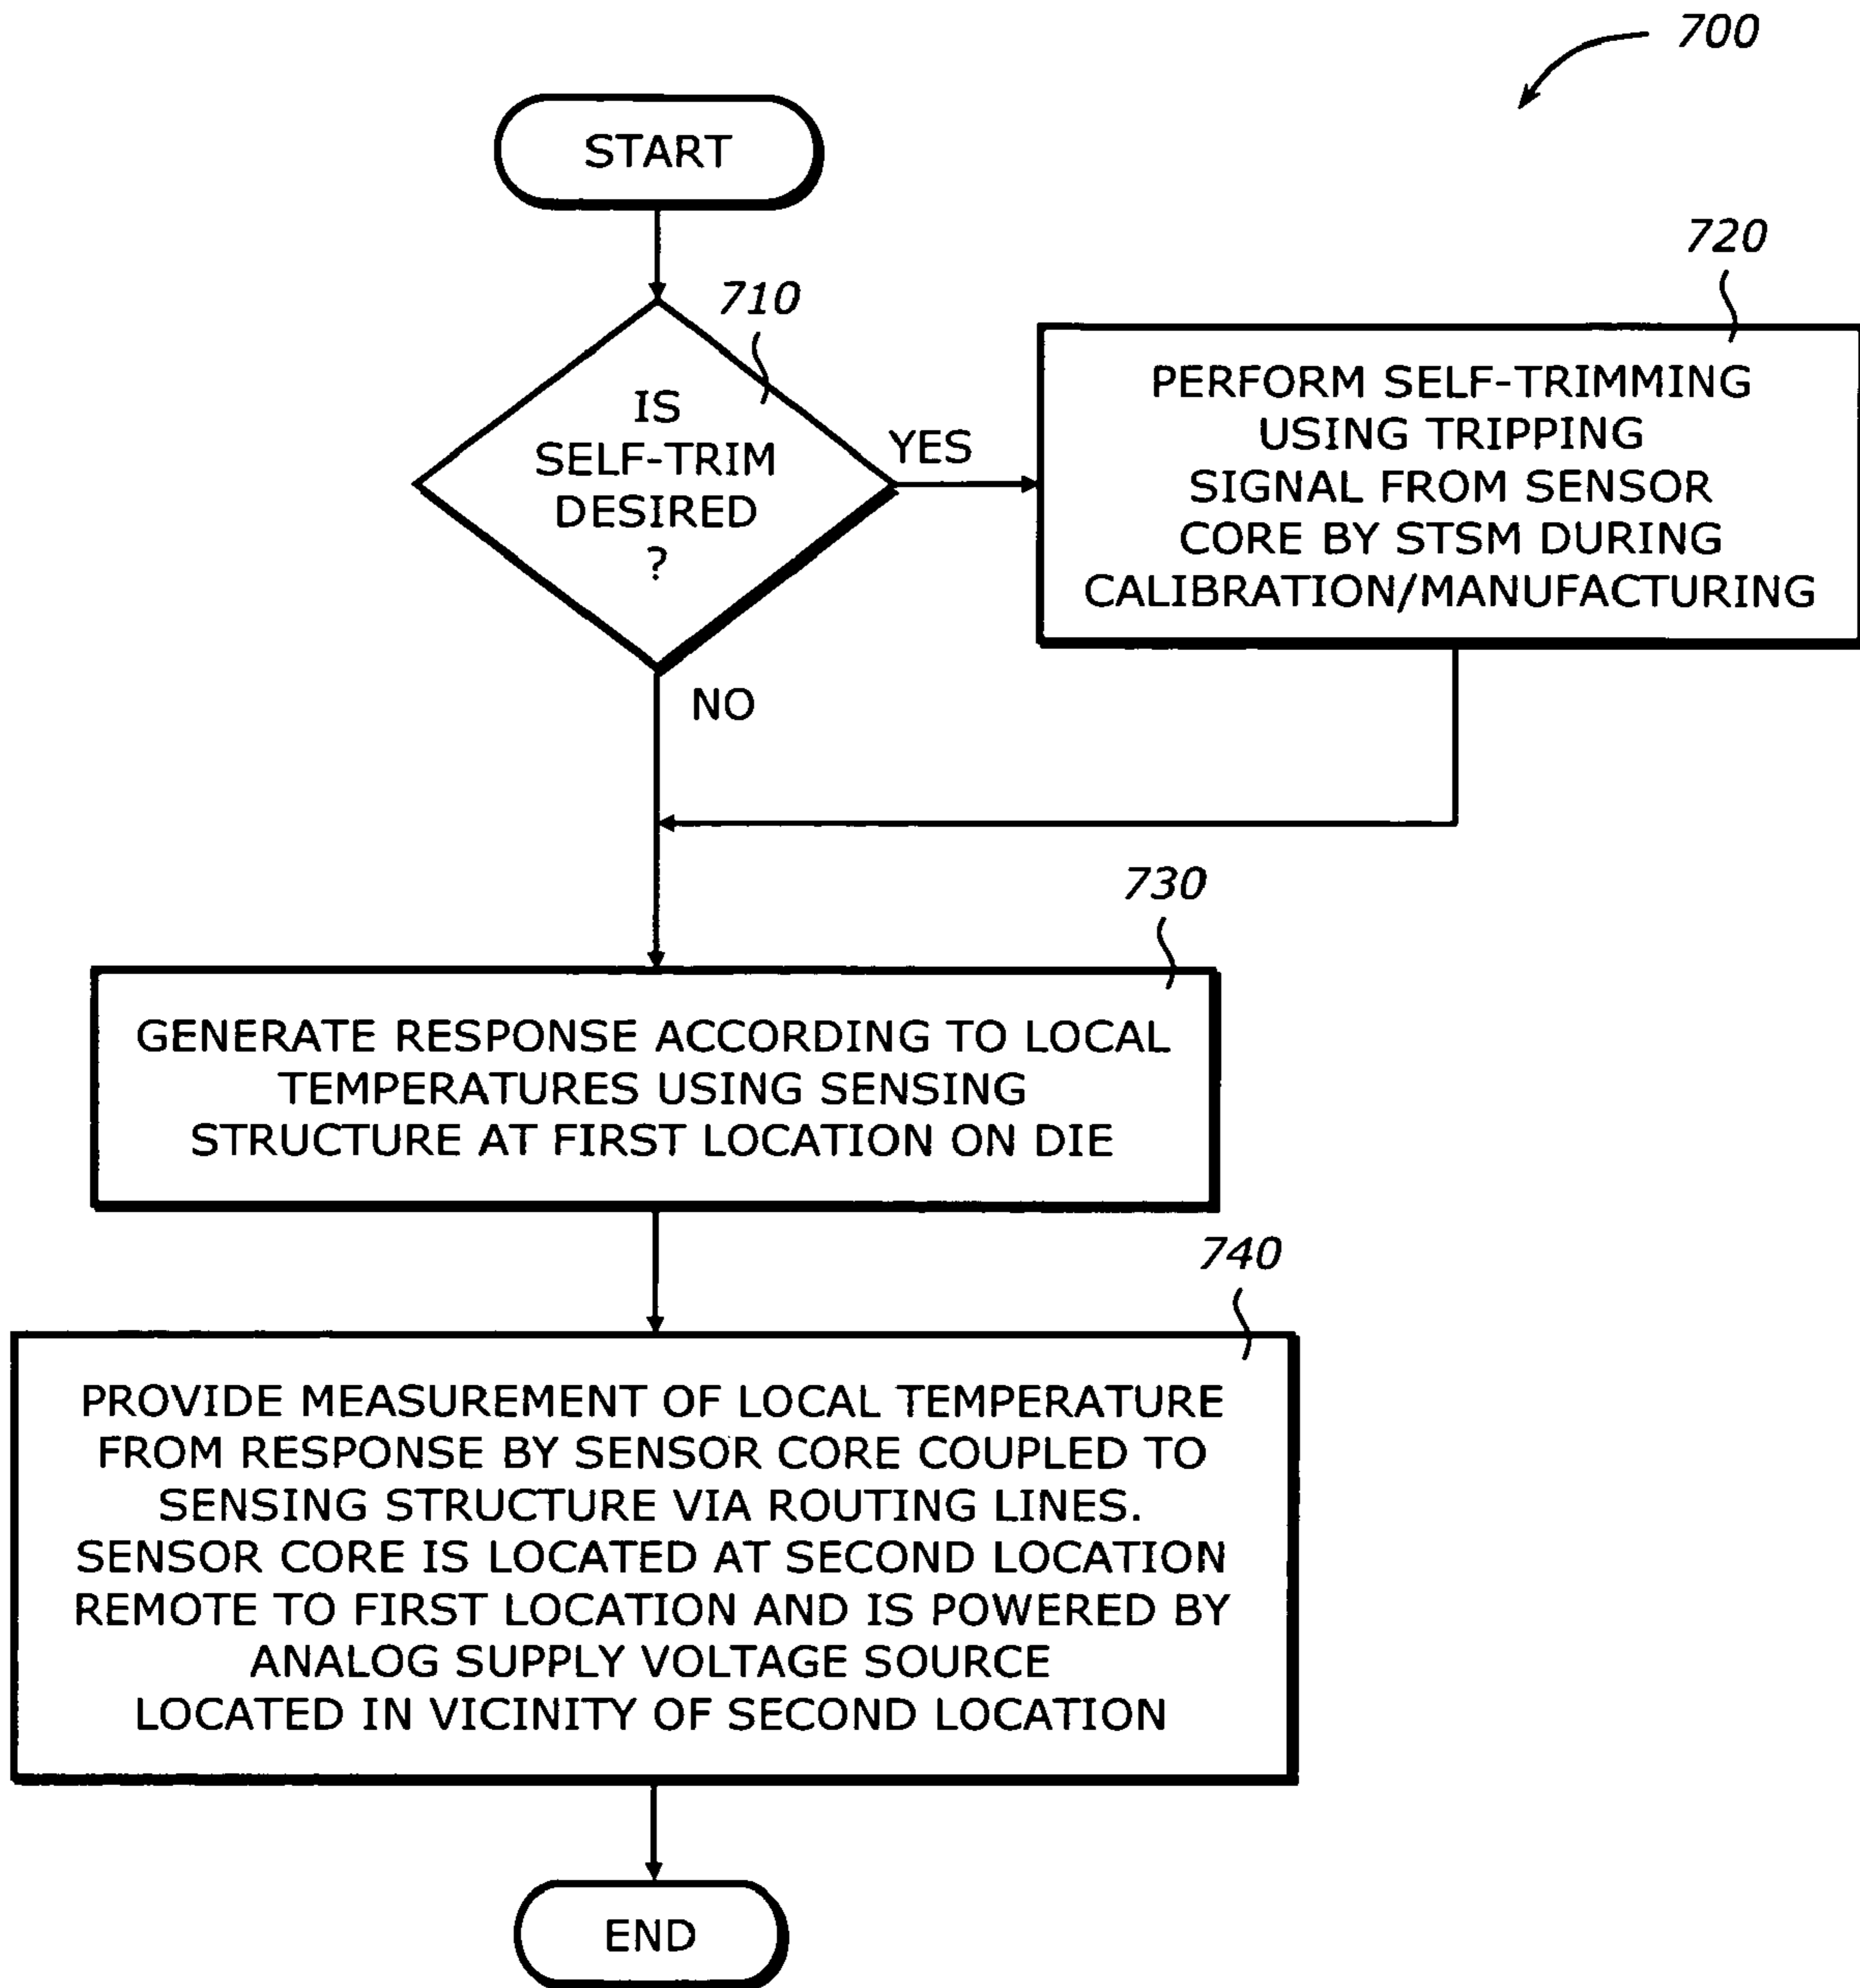 700
START
710
IS
SELF-TRIM
DESIRED
?
YES
NO
720
PERFORM SELF-TRIMMING
USING TRIPPING
SIGNAL FROM SENSOR
CORE BY STSM DURING
CALIBRATION/MANUFACTURING
730
GENERATE RESPONSE ACCORDING TO LOCAL
TEMPERATURES USING SENSING
STRUCTURE AT FIRST LOCATION ON DIE
740
PROVIDE MEASUREMENT OF LOCAL TEMPERATURE
FROM RESPONSE BY SENSOR CORE COUPLED TO
SENSING STRUCTURE VIA ROUTING LINES.
SENSOR CORE IS LOCATED AT SECOND LOCATION
REMOTE TO FIRST LOCATION AND IS POWERED BY
ANALOG SUPPLY VOLTAGE SOURCE
LOCATED IN VICINITY OF SECOND LOCATION
END